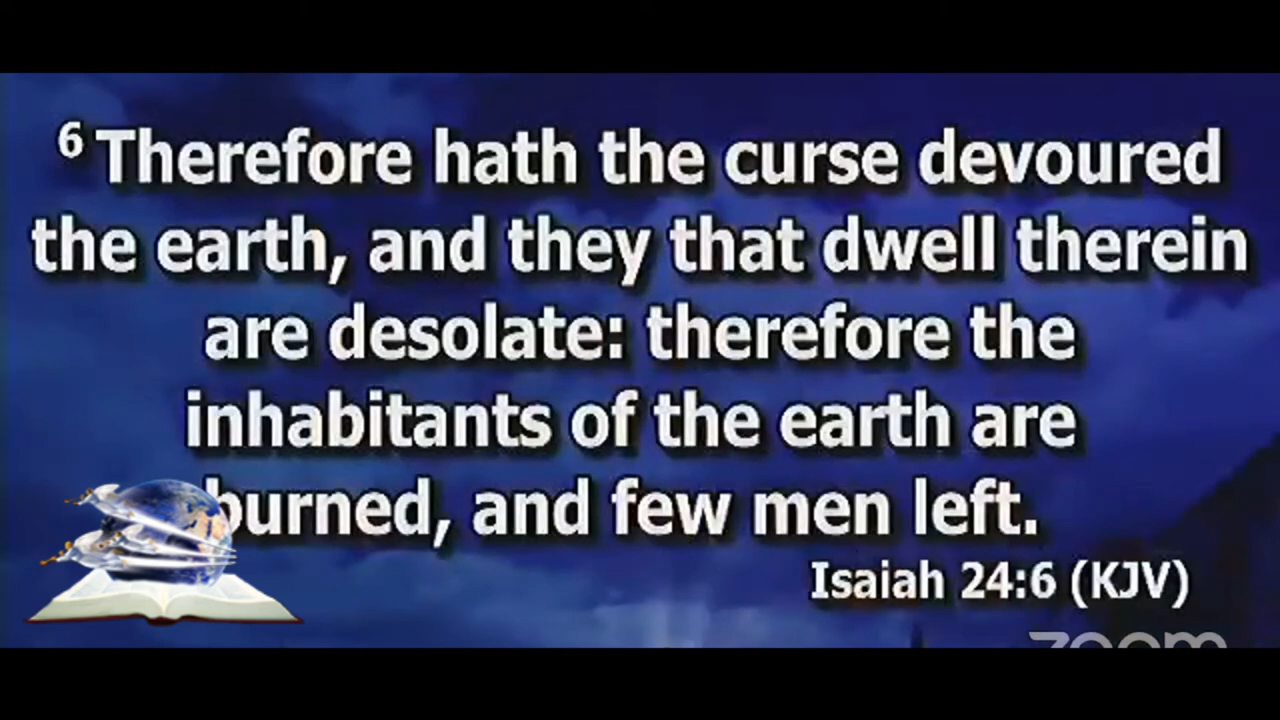 6 Therefore hath the curse devoured
the earth, and they that dwell therein
are desolate: therefore the
inhabitants of the earth are
burned, and few men left.
Isaiah 24:6 (KJV)
zoom